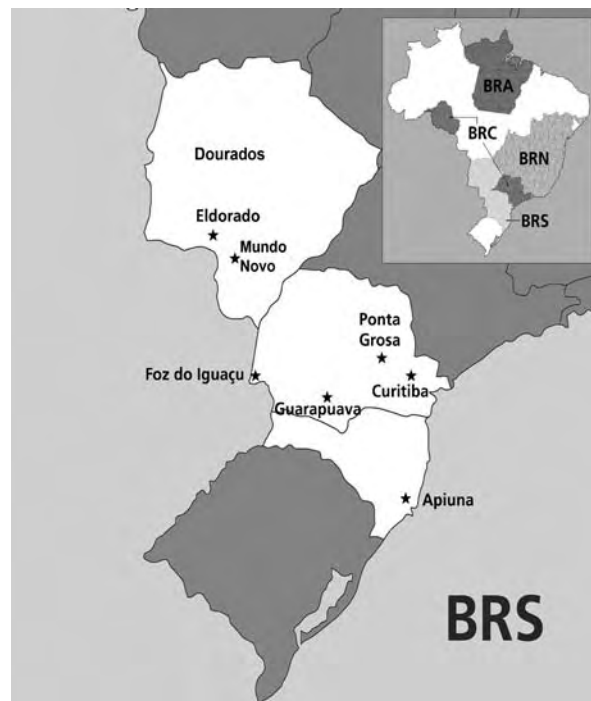 BRA
BRC
BRN
BRS
Dourados
Eldorado
Mundo
Novo
Ponta
Grosa
Foz do Iguaçu
Curitiba
Guarapuava
Apiuna
BRS